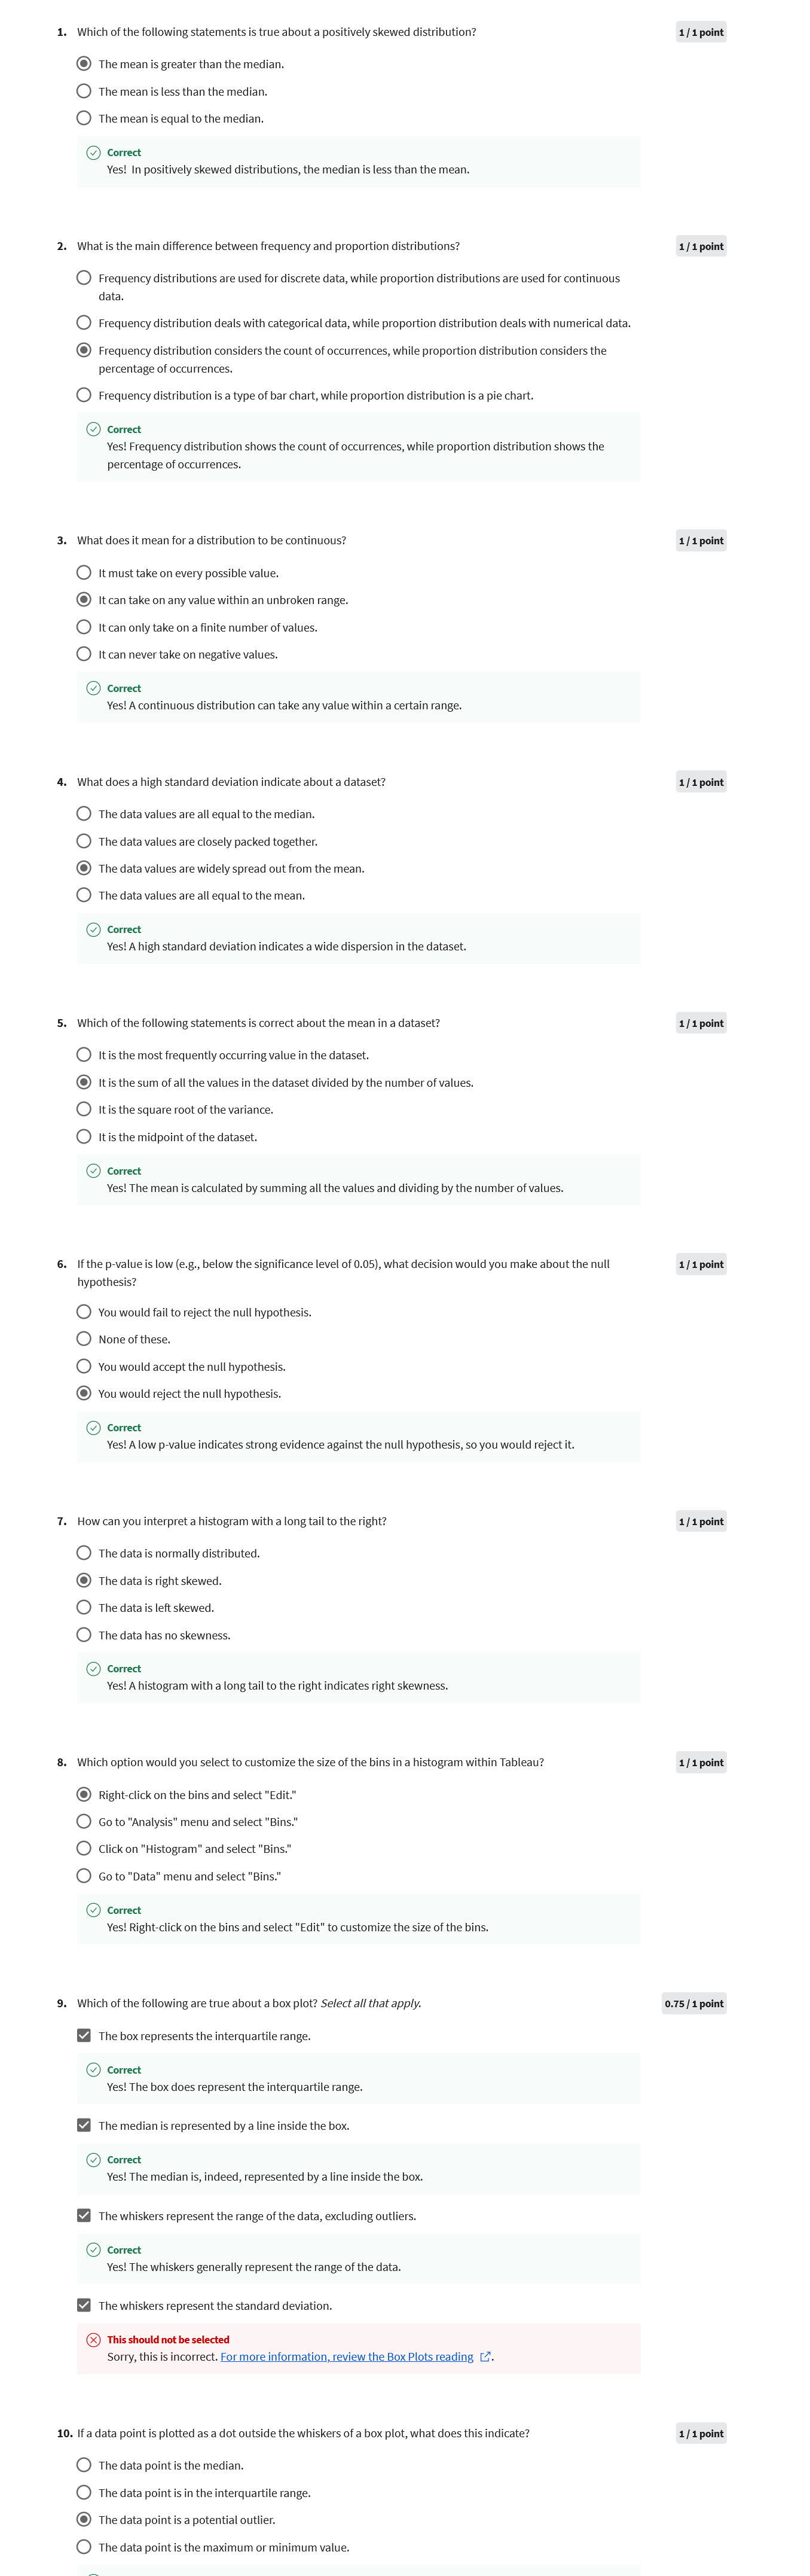 1. Which of the following statements is true about a positively skewed distribution?
1 / 1 point
The mean is greater than the median.
The mean is less than the median.
The mean is equal to the median.
Correct
Yes!  In positively skewed distributions, the median is less than the mean.
2. What is the main difference between frequency and proportion distributions?
1 / 1 point
Frequency distributions are used for discrete data, while proportion distributions are used for continuous
data.
Frequency distribution deals with categorical data, while proportion distribution deals with numerical data.
Frequency distribution considers the count of occurrences, while proportion distribution considers the
percentage of occurrences.
Frequency distribution is a type of bar chart, while proportion distribution is a pie chart.
Correct
Yes! Frequency distribution shows the count of occurrences, while proportion distribution shows the
percentage of occurrences.
3. What does it mean for a distribution to be continuous?
1 / 1 point
It must take on every possible value.
It can take on any value within an unbroken range.
It can only take on a finite number of values.
It can never take on negative values.
Correct
Yes! A continuous distribution can take any value within a certain range.
4. What does a high standard deviation indicate about a dataset?
1 / 1 point
The data values are all equal to the median.
The data values are closely packed together.
The data values are widely spread out from the mean.
The data values are all equal to the mean.
Correct
Yes! A high standard deviation indicates a wide dispersion in the dataset.
5. Which of the following statements is correct about the mean in a dataset?
1 / 1 point
It is the most frequently occurring value in the dataset.
It is the sum of all the values in the dataset divided by the number of values.
It is the square root of the variance.
It is the midpoint of the dataset.
Correct
Yes! The mean is calculated by summing all the values and dividing by the number of values.
6. If the p-value is low (e.g., below the significance level of 0.05), what decision would you make about the null
hypothesis?
1 / 1 point
You would fail to reject the null hypothesis.
None of these.
You would accept the null hypothesis.
You would reject the null hypothesis.
Correct
Yes! A low p-value indicates strong evidence against the null hypothesis, so you would reject it.
7. How can you interpret a histogram with a long tail to the right?
1 / 1 point
The data is normally distributed.
The data is right skewed.
The data is left skewed.
The data has no skewness.
Correct
Yes! A histogram with a long tail to the right indicates right skewness.
8. Which option would you select to customize the size of the bins in a histogram within Tableau?
1 / 1 point
Right-click on the bins and select "Edit."
Go to "Analysis" menu and select "Bins."
Click on "Histogram" and select "Bins."
Go to "Data" menu and select "Bins."
Correct
Yes! Right-click on the bins and select "Edit" to customize the size of the bins.
9. Which of the following are true about a box plot? Select all that apply.
0.75 / 1 point
The box represents the interquartile range.
Correct
Yes! The box does represent the interquartile range.
The median is represented by a line inside the box.
Correct
Yes! The median is, indeed, represented by a line inside the box.
The whiskers represent the range of the data, excluding outliers.
Correct
Yes! The whiskers generally represent the range of the data.
The whiskers represent the standard deviation.
This should not be selected
Sorry, this is incorrect. For more information, review the Box Plots reading.
10. If a data point is plotted as a dot outside the whiskers of a box plot, what does this indicate?
1 / 1 point
The data point is the median.
The data point is in the interquartile range.
The data point is a potential outlier.
The data point is the maximum or minimum value.